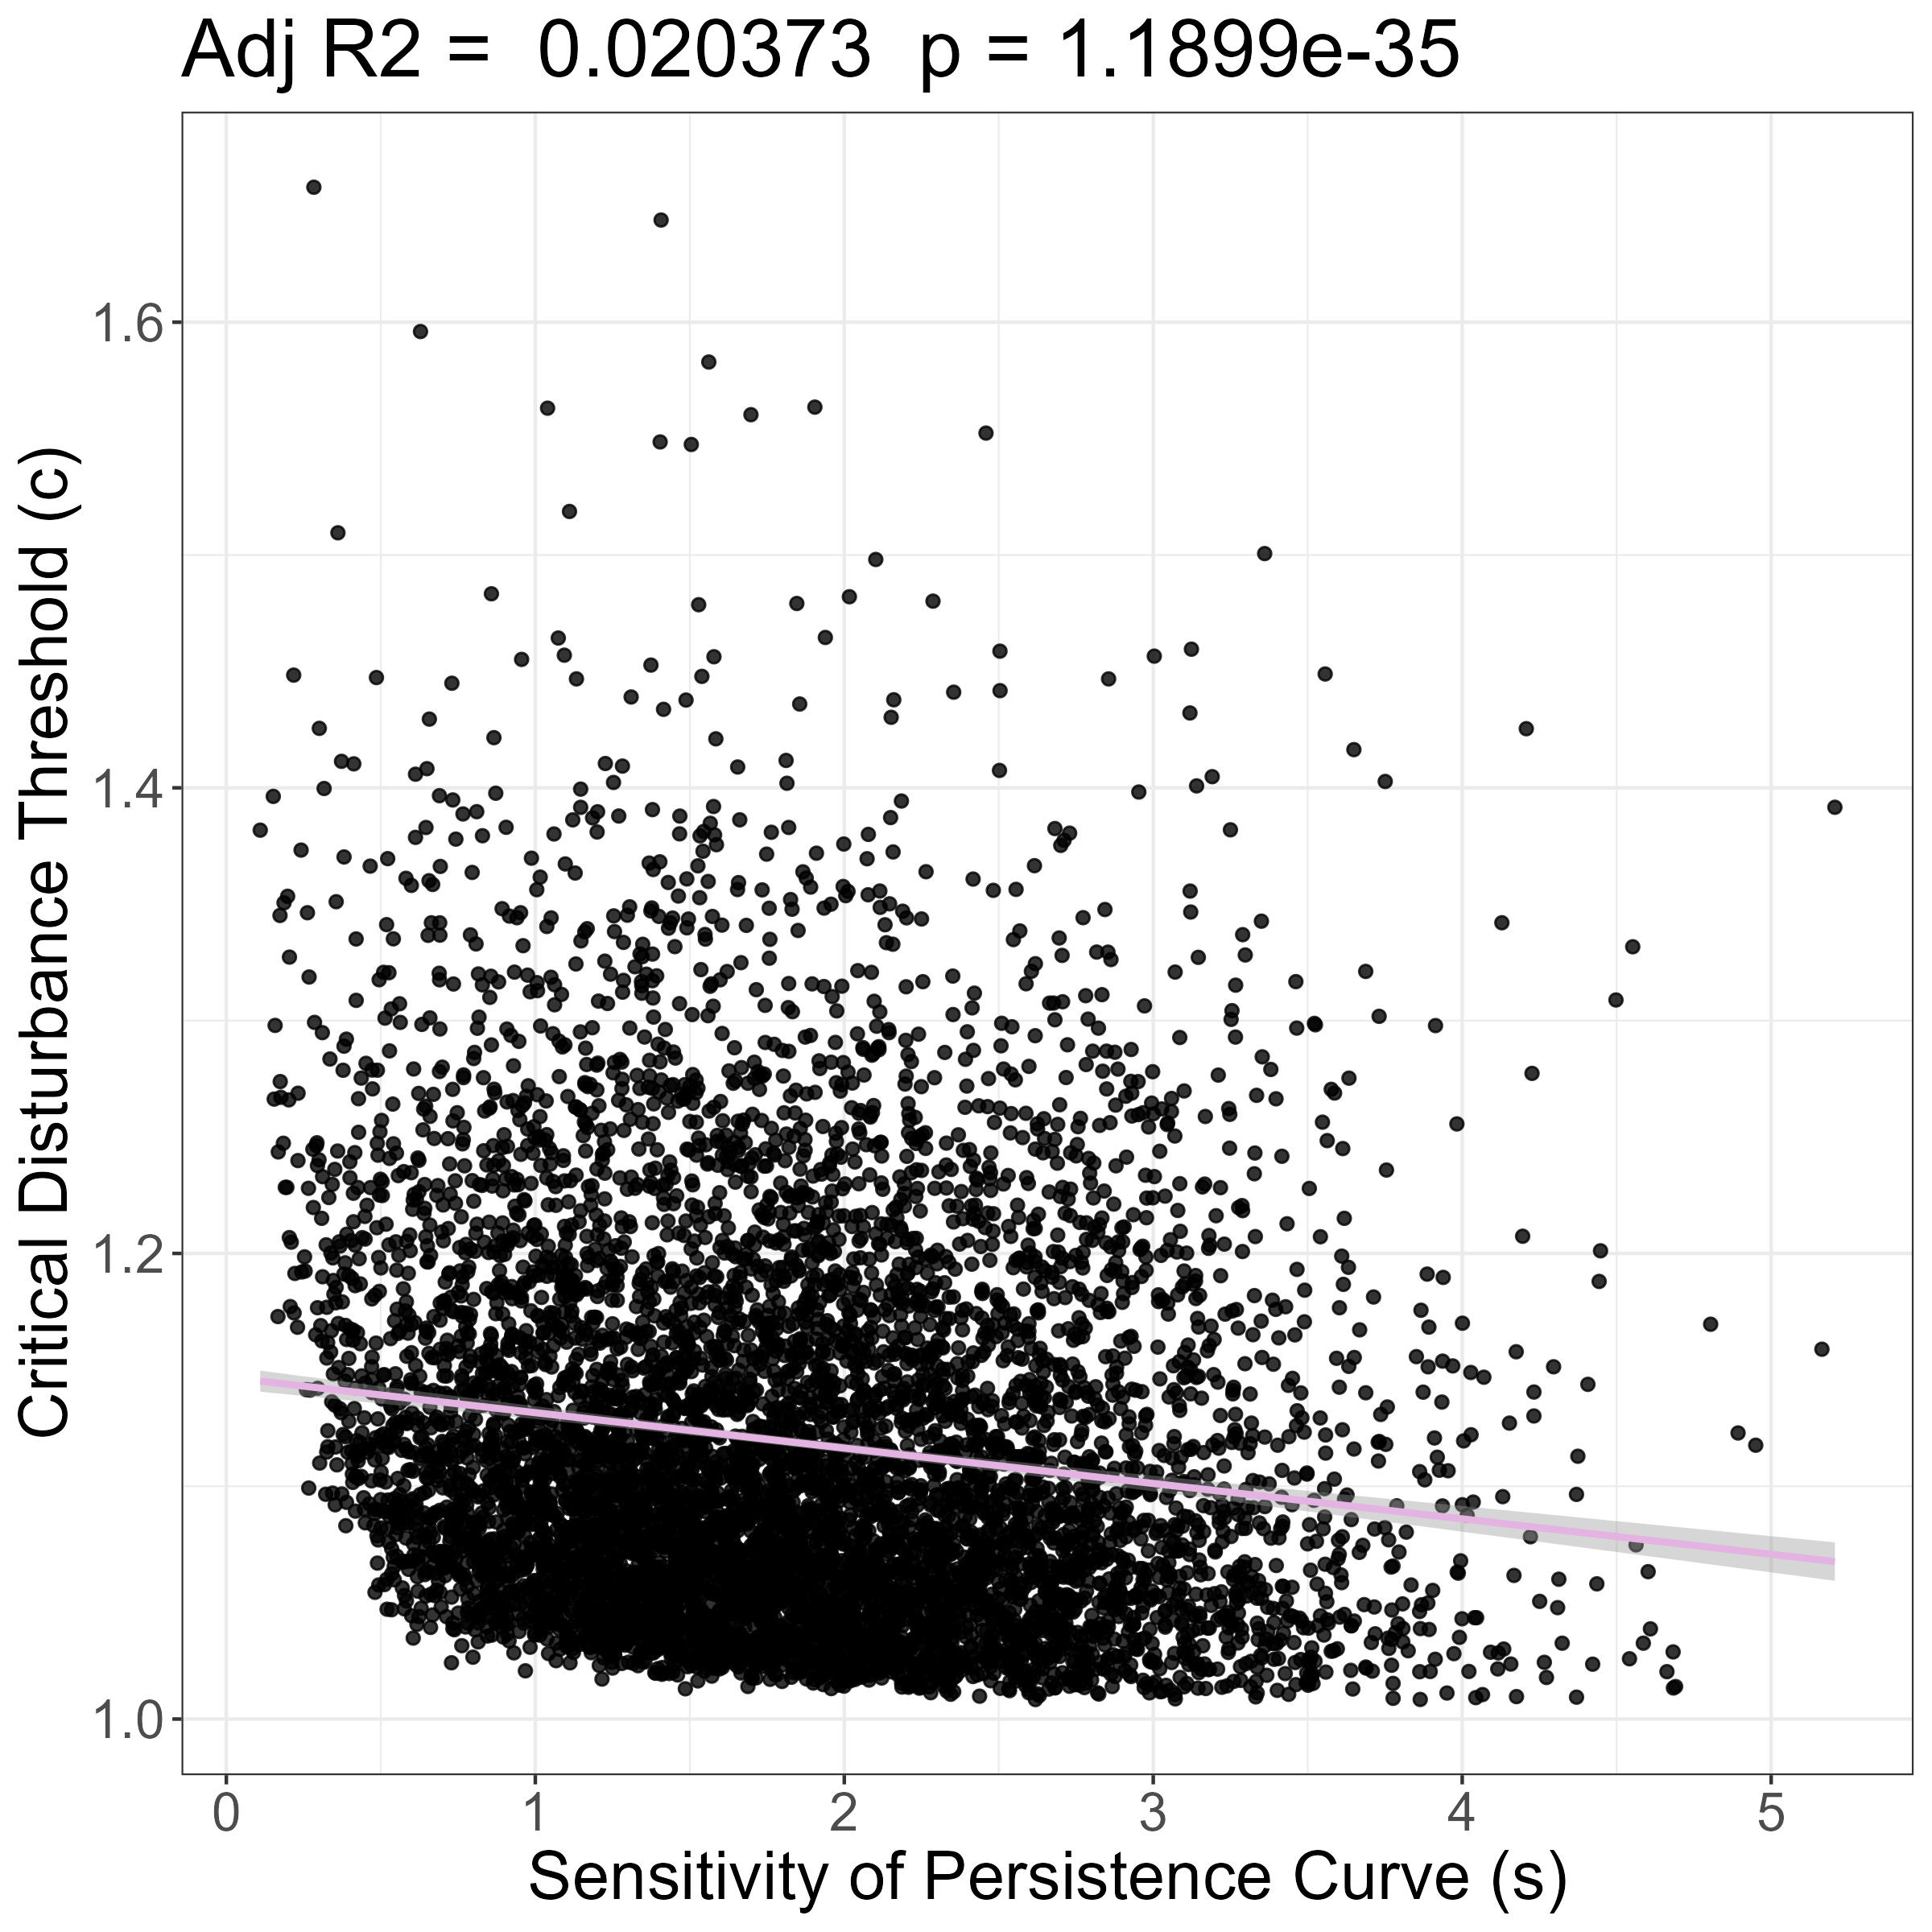 Adj R2 =  0.020373  p = 1.1899e-35
Critical Disturbance Threshold (c)
1.6
1.4
1.2
1.0
0 1 2 3 4 5
Sensitivity of Persistence Curve (s)